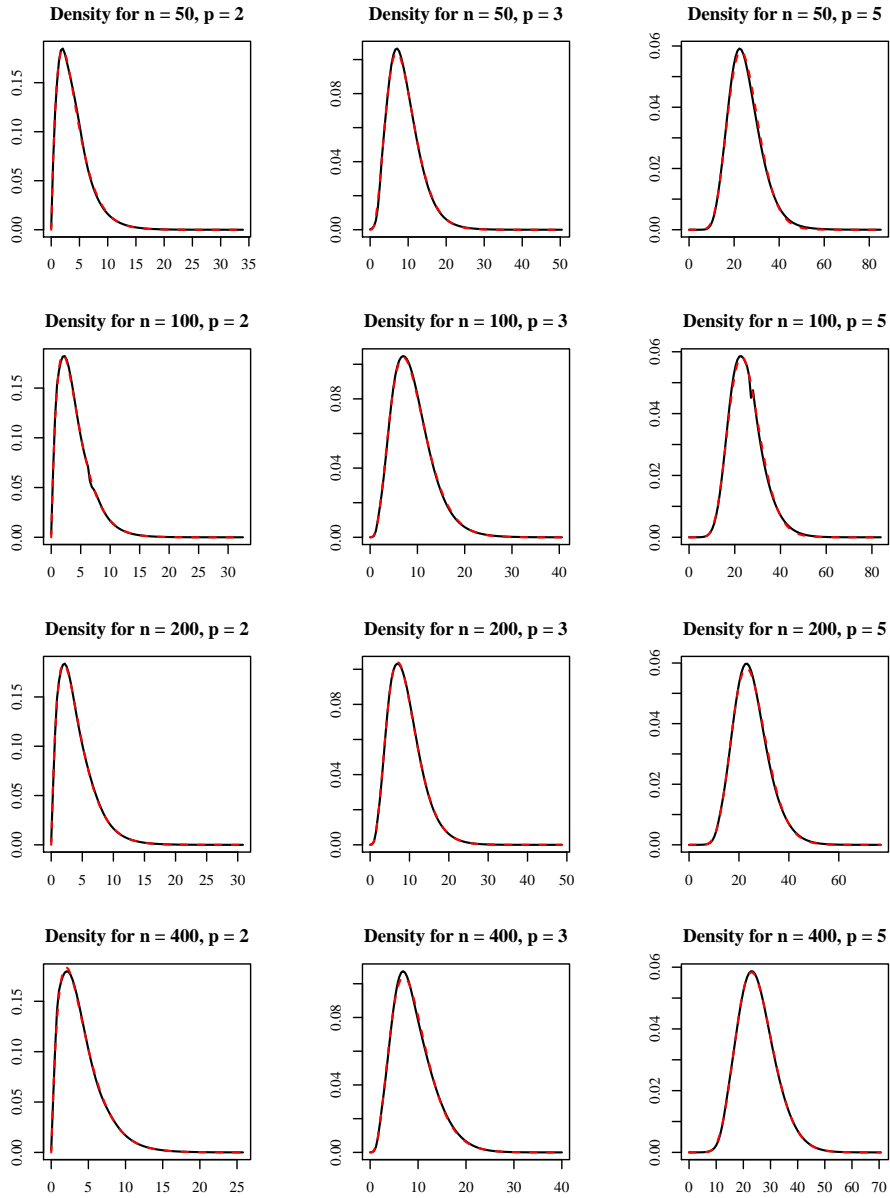 Density for n = 50, p = 2
0.00 0.05 0.10 0.15
0 5 10 15 20 25 30 35
Density for n = 50, p = 3
0.00 0.04 0.08
0 10 20 30 40 50
Density for n = 50, p = 5
0.00 0.02 0.04 0.06
0 20 40 60 80
Density for n = 100, p = 2
0.00 0.05 0.10 0.15
0 5 10 15 20 25 30
Density for n = 100, p = 3
0.00 0.04 0.08
0 10 20 30 40
Density for n = 100, p = 5
0.00 0.02 0.04 0.06
0 20 40 60 80
Density for n = 200, p = 2
0.00 0.05 0.10 0.15
0 5 10 15 20 25 30
Density for n = 200, p = 3
0.00 0.04 0.08
0 10 20 30 40 50
Density for n = 200, p = 5
0.00 0.02 0.04 0.06
0 20 40 60
Density for n = 400, p = 2
0.00 0.05 0.10 0.15
0 5 10 15 20 25
Density for n = 400, p = 3
0.00 0.04 0.08
0 10 20 30 40
Density for n = 400, p = 5
0.00 0.02 0.04 0.06
0 10 20 30 40 50 60 70